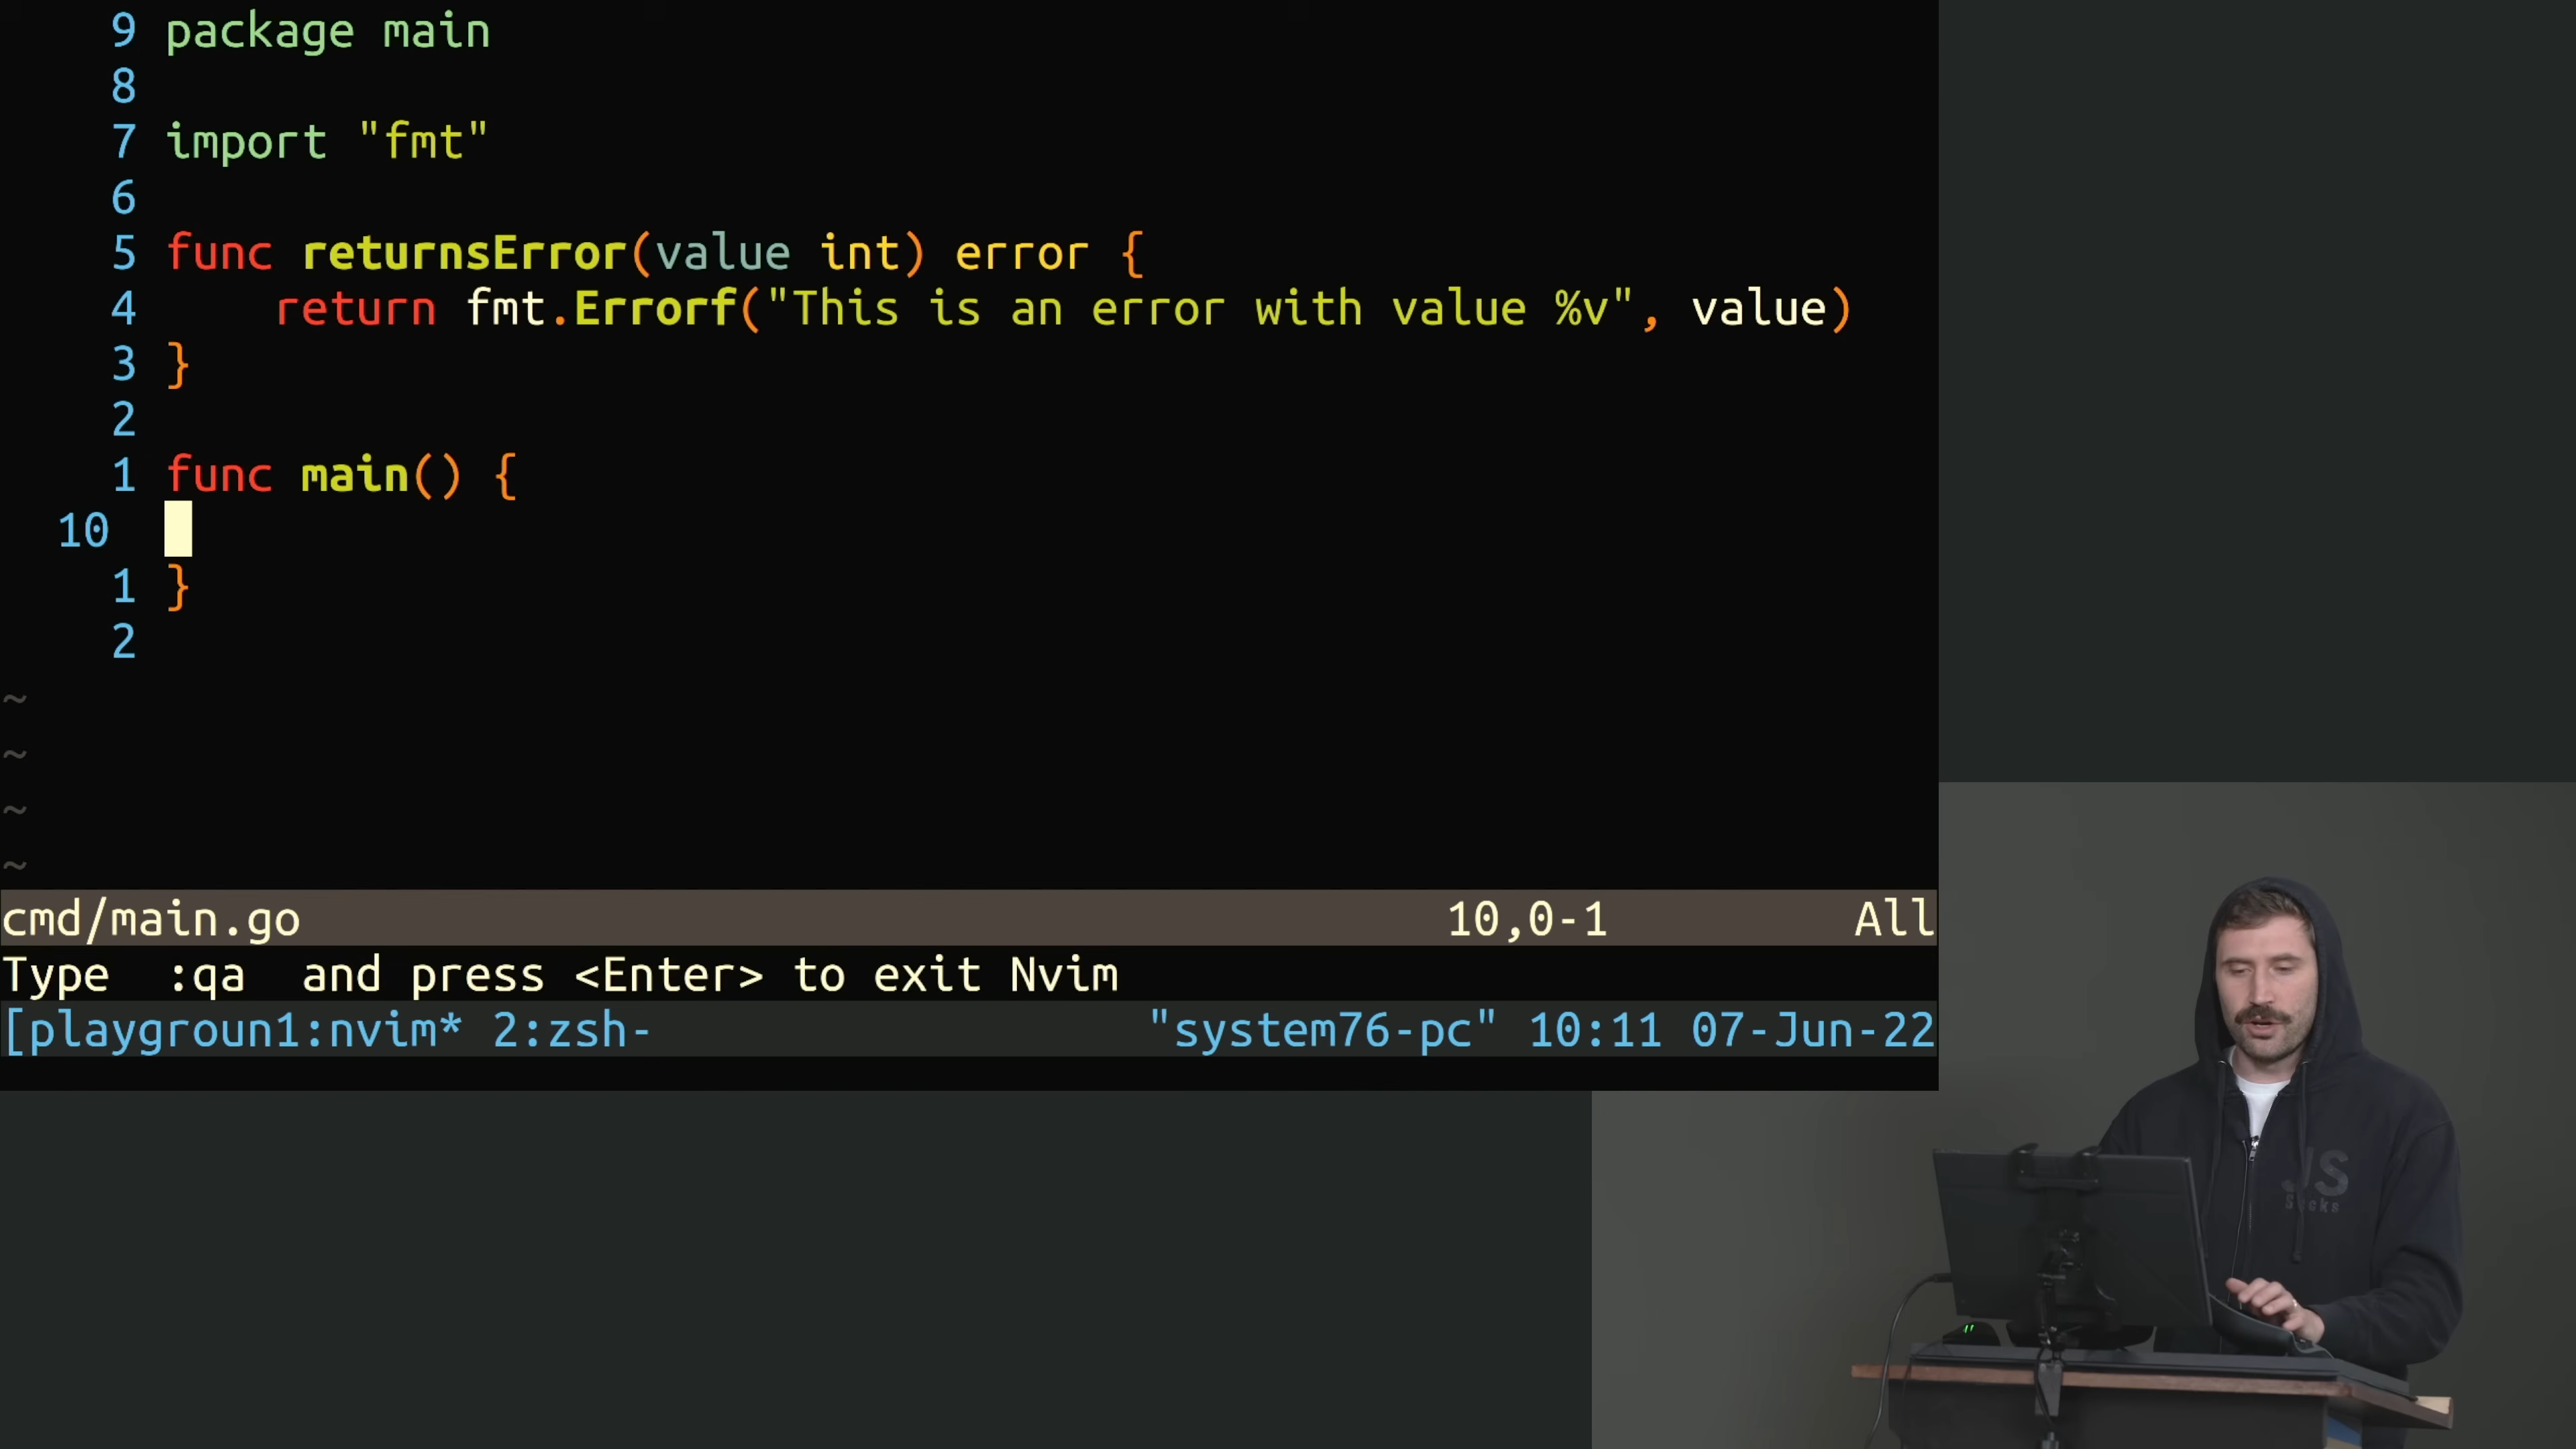 9 package main
8
7 import "fmt"
6
5 func returnsError(value int) error {
4     return fmt.Errorf("This is an error with value %v", value)
3 }
2
1 func main() {
10
1 }
2
~
~
~
~
cmd/main.go 10,0-1 All
Type  :qa  and press <Enter> to exit Nvim
[playgroun1:nvim* 2:zsh- "system76-pc" 10:11 07-Jun-22
JS